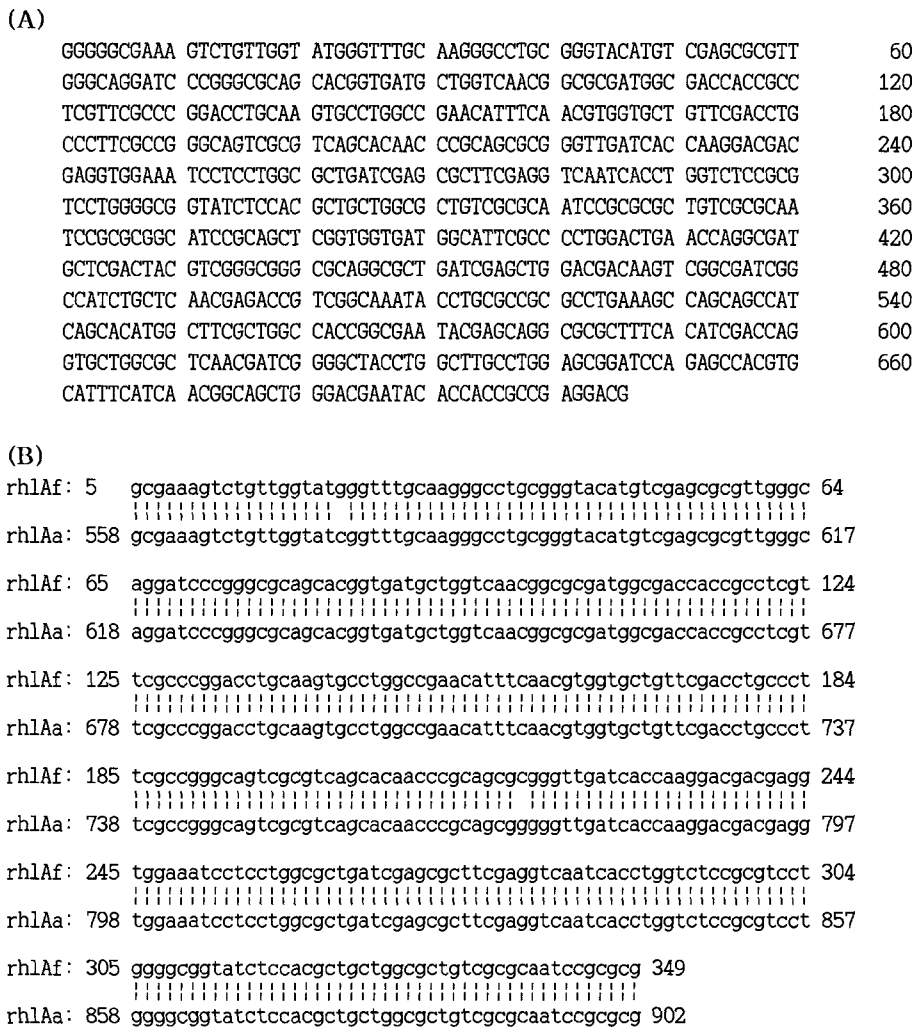 (A)
GGGGGCGAAA GTCTGTTGGT ATGGGTTTGC AAGGGCCTGC GGGTACATGT CGAGCGCGTT 60
GGGCAGGATC CCGGGCGCAG CACGGTGATG CTGGTCAACG GCGCGATGGC GACCACCGCC 120
TCGTTCGCCC GGACCTGCAA GTGCCTGGCC GAACATTTCA ACGTGGTGCT GTTCGACCTG 180
CCCTTCGCCG GGCAGTCGCG TCAGCACAAC CCGCAGCGCG GGTTGATCAC CAAGGACGAC 240
GAGGTGGAAA TCCTCCTGGC GCTGATCGAG CGCTTCGAGG TCAATCACCT GGTCTCCGCG 300
TCCTGGGGCG GTATCTCCAC GCTGCTGGCG CTGTCGCGCA ATCCGCGCGC TGTCGCGCAA 360
TCCGCGCGGC ATCCGCAGCT CGGTGGTGAT GGCATTCGCC CCTGGACTGA ACCAGGCGAT 420
GCTCGACTAC GTCGGGCGGG CGCAGGCGCT GATCGAGCTG GACGACAAGT CGGCGATCGG 480
CCATCTGCTC AACGAGACCG TCGGCAAATA CCTGCGCCGC GCCTGAAAGC CAGCAGCCAT 540
CAGCACATGG CTTCGCTGGC CACCGGCGAA TACGAGCAGG CGCGCTTTCA CATCGACCAG 600
GTGCTGGCGC TCAACGATCG GGGCTACCTG GCTTGCCTGG AGCGGATCCA GAGCCACGTG 660
CATTTCATCA ACGGCAGCTG GGACGAATAC ACCACCGCCG AGGACG
(B)
rhlAf: 5 gcgaaagtctgttggtatgggtttgcaagggcctgcgggtacatgtcgagcgcgttgggc 64
rhlAa: 558 gcgaaagtctgttggtatcggtttgcaagggcctgcgggtacatgtcgagcgcgttgggc 617
rhlAf: 65 aggatcccgggcgcagcacggtgatgctggtcaacggcgcgatggcgaccaccgcctcgt 124
rhlAa: 618 aggatcccgggcgcagcacggtgatgctggtcaacggcgcgatggcgaccaccgcctcgt 677
rhlAf: 125 tcgcccggacctgcaagtgcctggccgaacatttcaacgtggtgctgttcgacctgccct 184
rhlAa: 678 tcgcccggacctgcaagtgcctggccgaacatttcaacgtggtgctgttcgacctgccct 737
rhlAf: 185 tcgccgggcagtcgcgtcagcacaacccgcagcgcgggttgatcaccaaggacgacgagg 244
rhlAa: 738 tcgccgggcagtcgcgtcagcacaacccgcagcgggggttgatcaccaaggacgacgagg 797
rhlAf: 245 tggaaatcctcctggcgctgatcgagcgcttcgaggtcaatcacctggtctccgcgtcct 304
rhlAa: 798 tggaaatcctcctggcgctgatcgagcgcttcgaggtcaatcacctggtctccgcgtcct 857
rhlAf: 305 ggggcggtatctccacgctgctggcgctgtcgcgcaatccgcgcg 349
rhlAa: 858 ggggcggtatctccacgctgctggcgctgtcgcgcaatccgcgcg 902